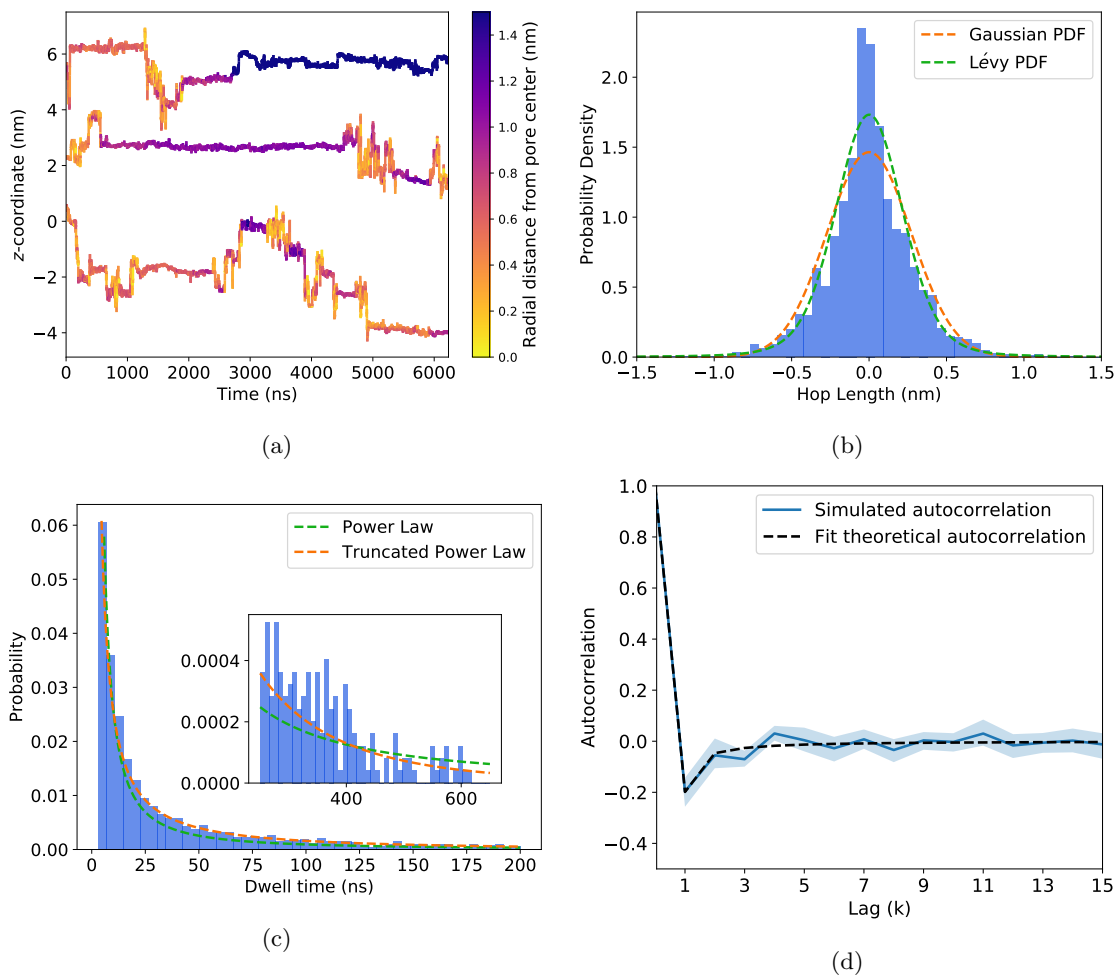 6
4
2
0
−2
−4
z-coordinate (nm)
0 1000 2000 3000 4000 5000 6000
Time (ns)
1.4
1.2
1.0
0.8
0.6
0.4
0.2
0.0
Radial distance from pore center (nm)
(a)
Gaussian PDF
Lévy PDF
2.0
1.5
1.0
0.5
0.0
Probability Density
−1.5 −1.0 −0.5 0.0 0.5 1.0 1.5
Hop Length (nm)
(b)
Power Law
Truncated Power Law
0.06
0.05
0.04
0.03
0.02
0.01
0.00
Probability
0.0004
0.0002
0.0000
400 600
0 25 50 75 100 125 150 175 200
Dwell time (ns)
(c)
Simulated autocorrelation
Fit theoretical autocorrelation
1.0
0.8
0.6
0.4
0.2
0.0
−0.2
−0.4
Autocorrelation
1 3 5 7 9 11 13 15
Lag (k)
(d)